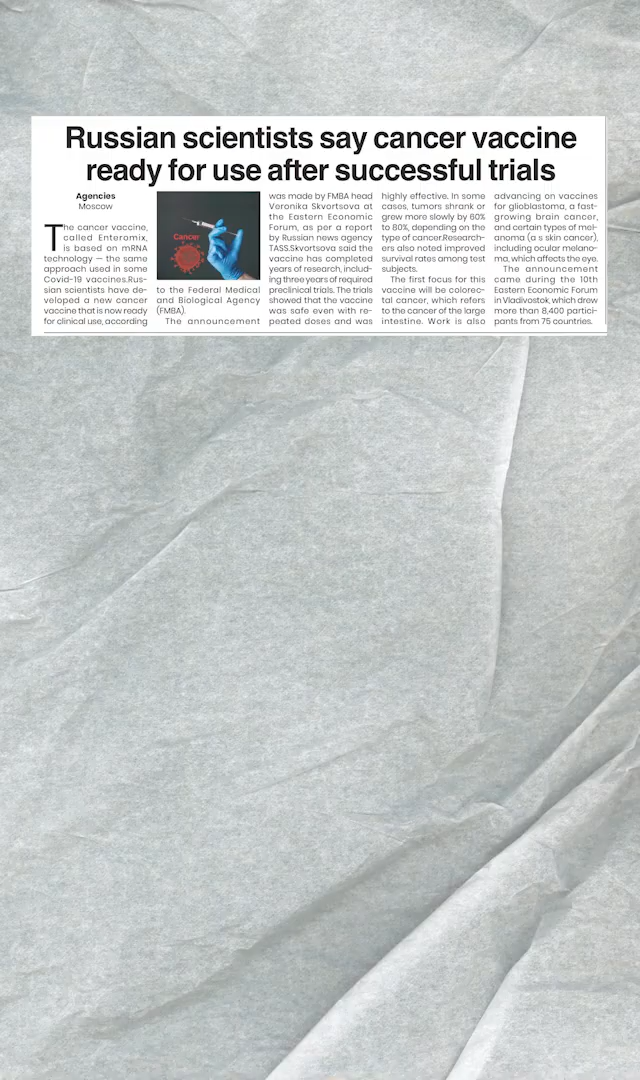 Russian scientists say cancer vaccine
ready for use after successful trials
Agencies
Moscow
The cancer vaccine,
called Enteromix,
is based on mRNA
technology — the same
approach used in some
Covid-19 vaccines.Rus-
sian scientists have de-
veloped a new cancer
vaccine that is now ready
for clinical use, according
Cancer
to the Federal Medical
and Biological Agency
(FMBA).
The announcement
was made by FMBA head
Veronika Skvortsova at
the Eastern Economic
Forum, as per a report
by Russian news agency
TASS.Skvortsova said the
vaccine has completed
years of research, includ-
ing three years of required
preclinical trials. The trials
showed that the vaccine
was safe even with re-
peated doses and was
highly effective. In some
cases, tumors shrank or
grew more slowly by 60%
to 80%, depending on the
type of cancer.Research-
ers also noted improved
survival rates among test
subjects.
The first focus for this
vaccine will be colorec-
tal cancer, which refers
to the cancer of the large
intestine. Work is also
advancing on vaccines
for glioblastoma, a fast-
growing brain cancer,
and certain types of mel-
anoma (a s skin cancer),
including ocular melano-
ma, which affects the eye.
The announcement
came during the 10th
Eastern Economic Forum
in Vladivostok, which drew
more than 8,400 partici-
pants from 75 countries.